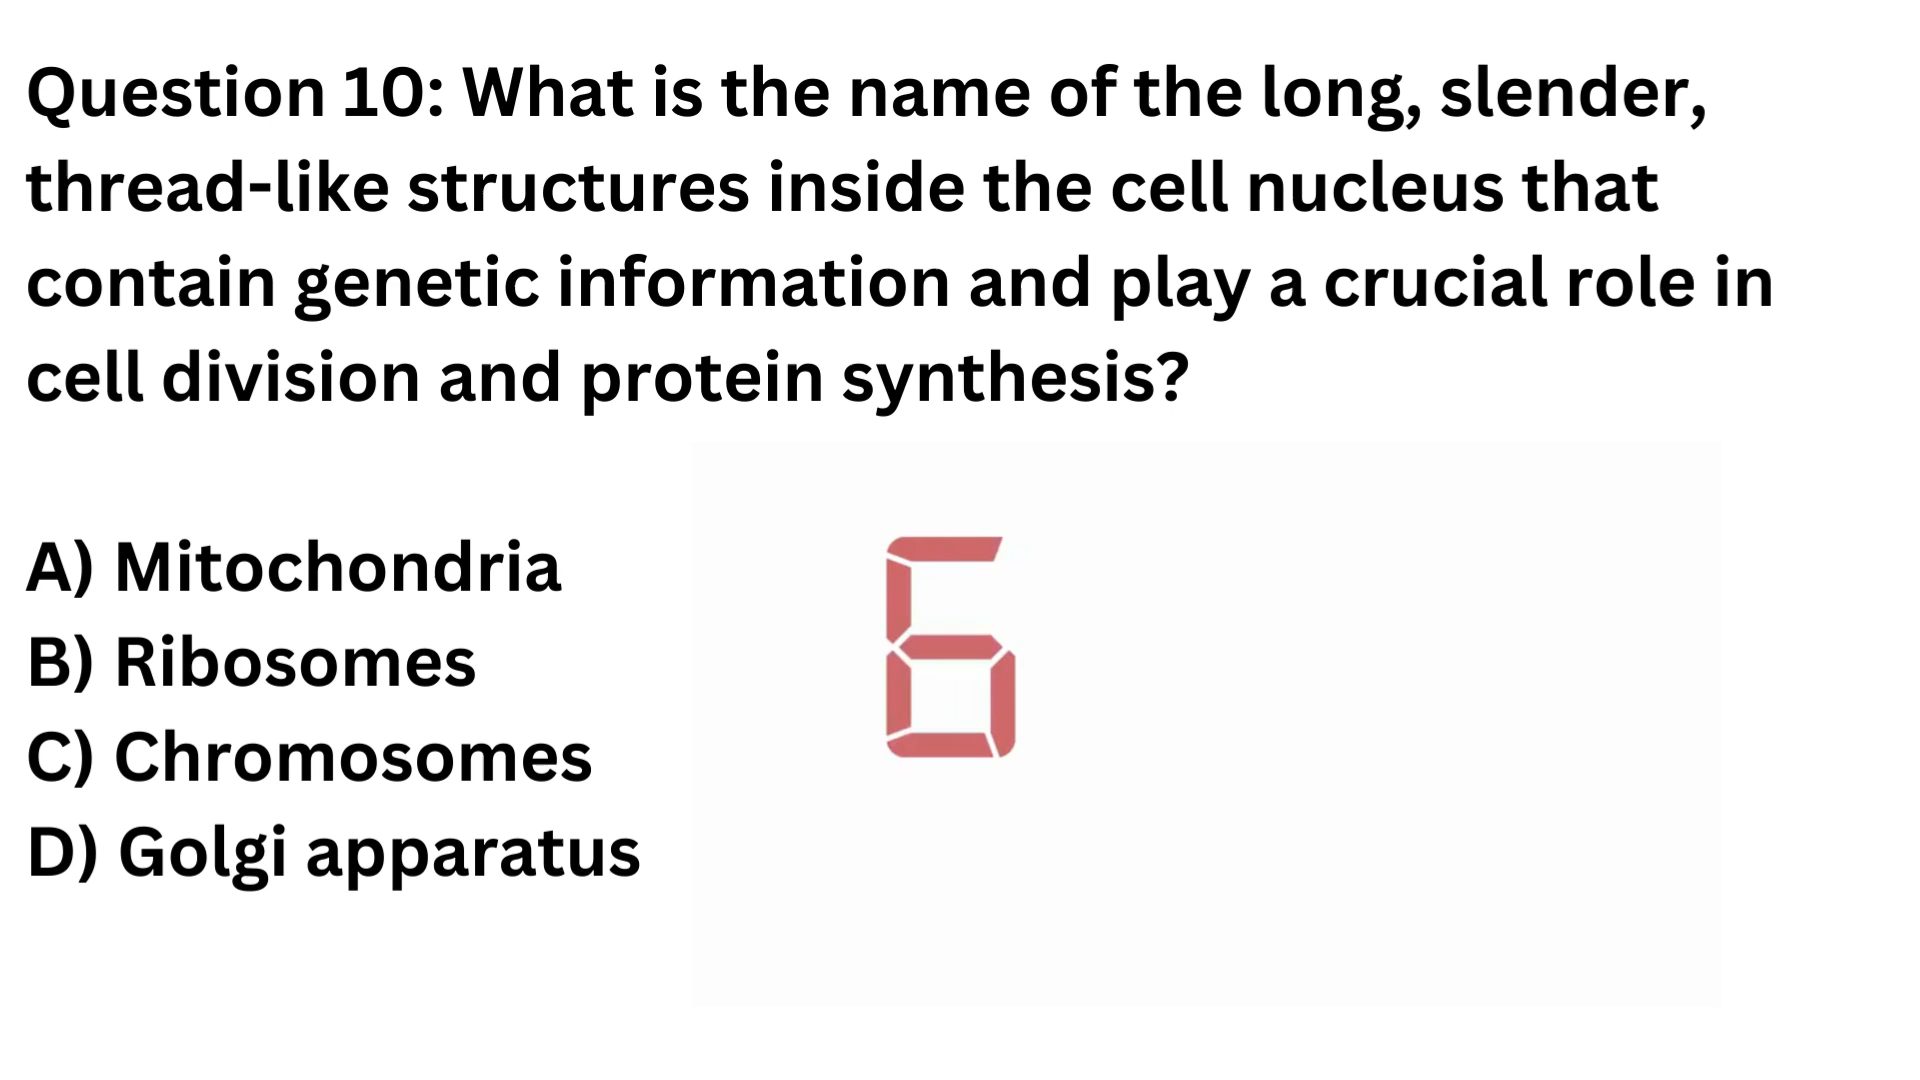 Question 10: What is the name of the long, slender,
thread-like structures inside the cell nucleus that
contain genetic information and play a crucial role in
cell division and protein synthesis?
A) Mitochondria
B) Ribosomes
C) Chromosomes
D) Golgi apparatus
6